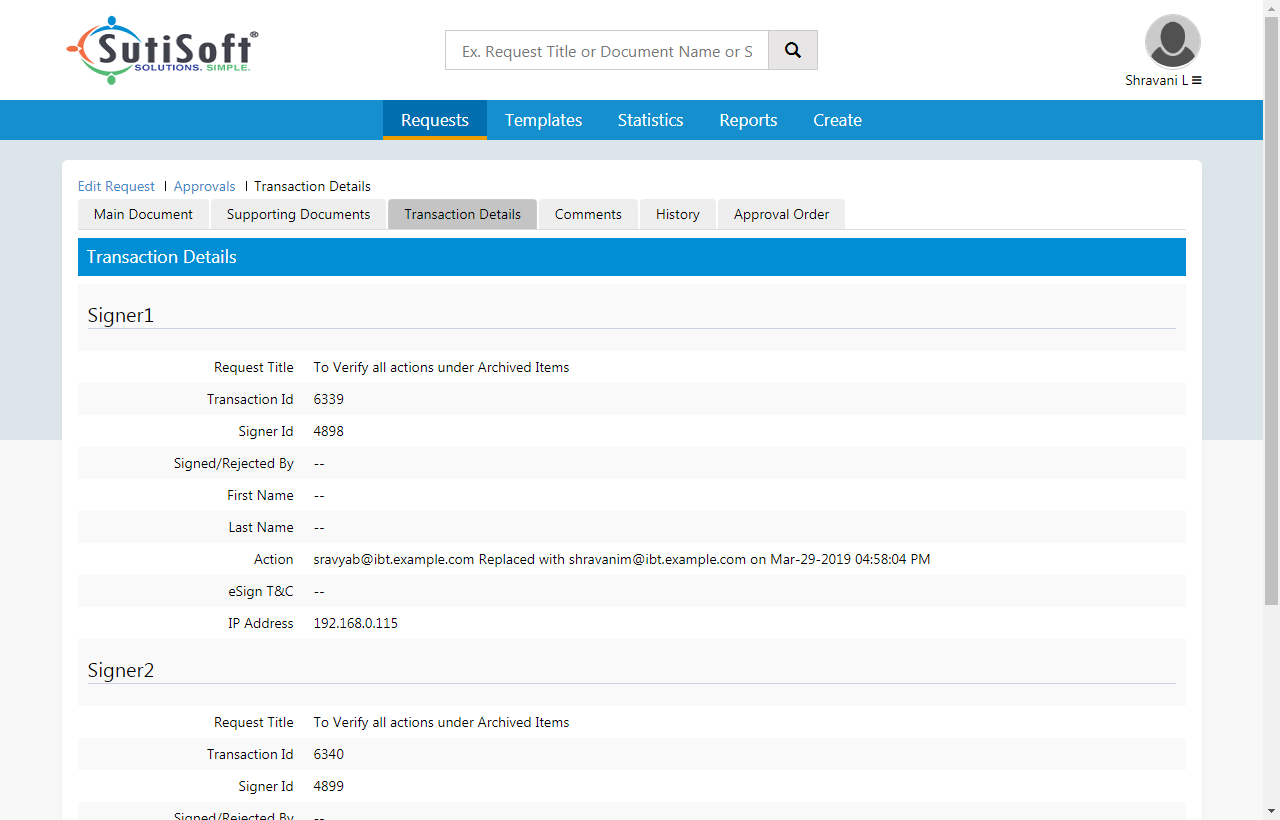 SutiSoft®
SOLUTIONS. SIMPLE.
Ex. Request Title or Document Name or S
Shravani L
Requests Templates Statistics Reports Create
Edit Request | Approvals | Transaction Details
Main Document Supporting Documents Transaction Details Comments History Approval Order
Transaction Details
Signer1
Request Title To Verify all actions under Archived Items
Transaction Id 6339
Signer Id 4898
Signed/Rejected By --
First Name --
Last Name --
Action sravyab@ibt.example.com Replaced with shravanim@ibt.example.com on Mar-29-2019 04:58:04 PM
eSign T&C --
IP Address 192.168.0.115
Signer2
Request Title To Verify all actions under Archived Items
Transaction Id 6340
Signer Id 4899
Signed/Rejected By --